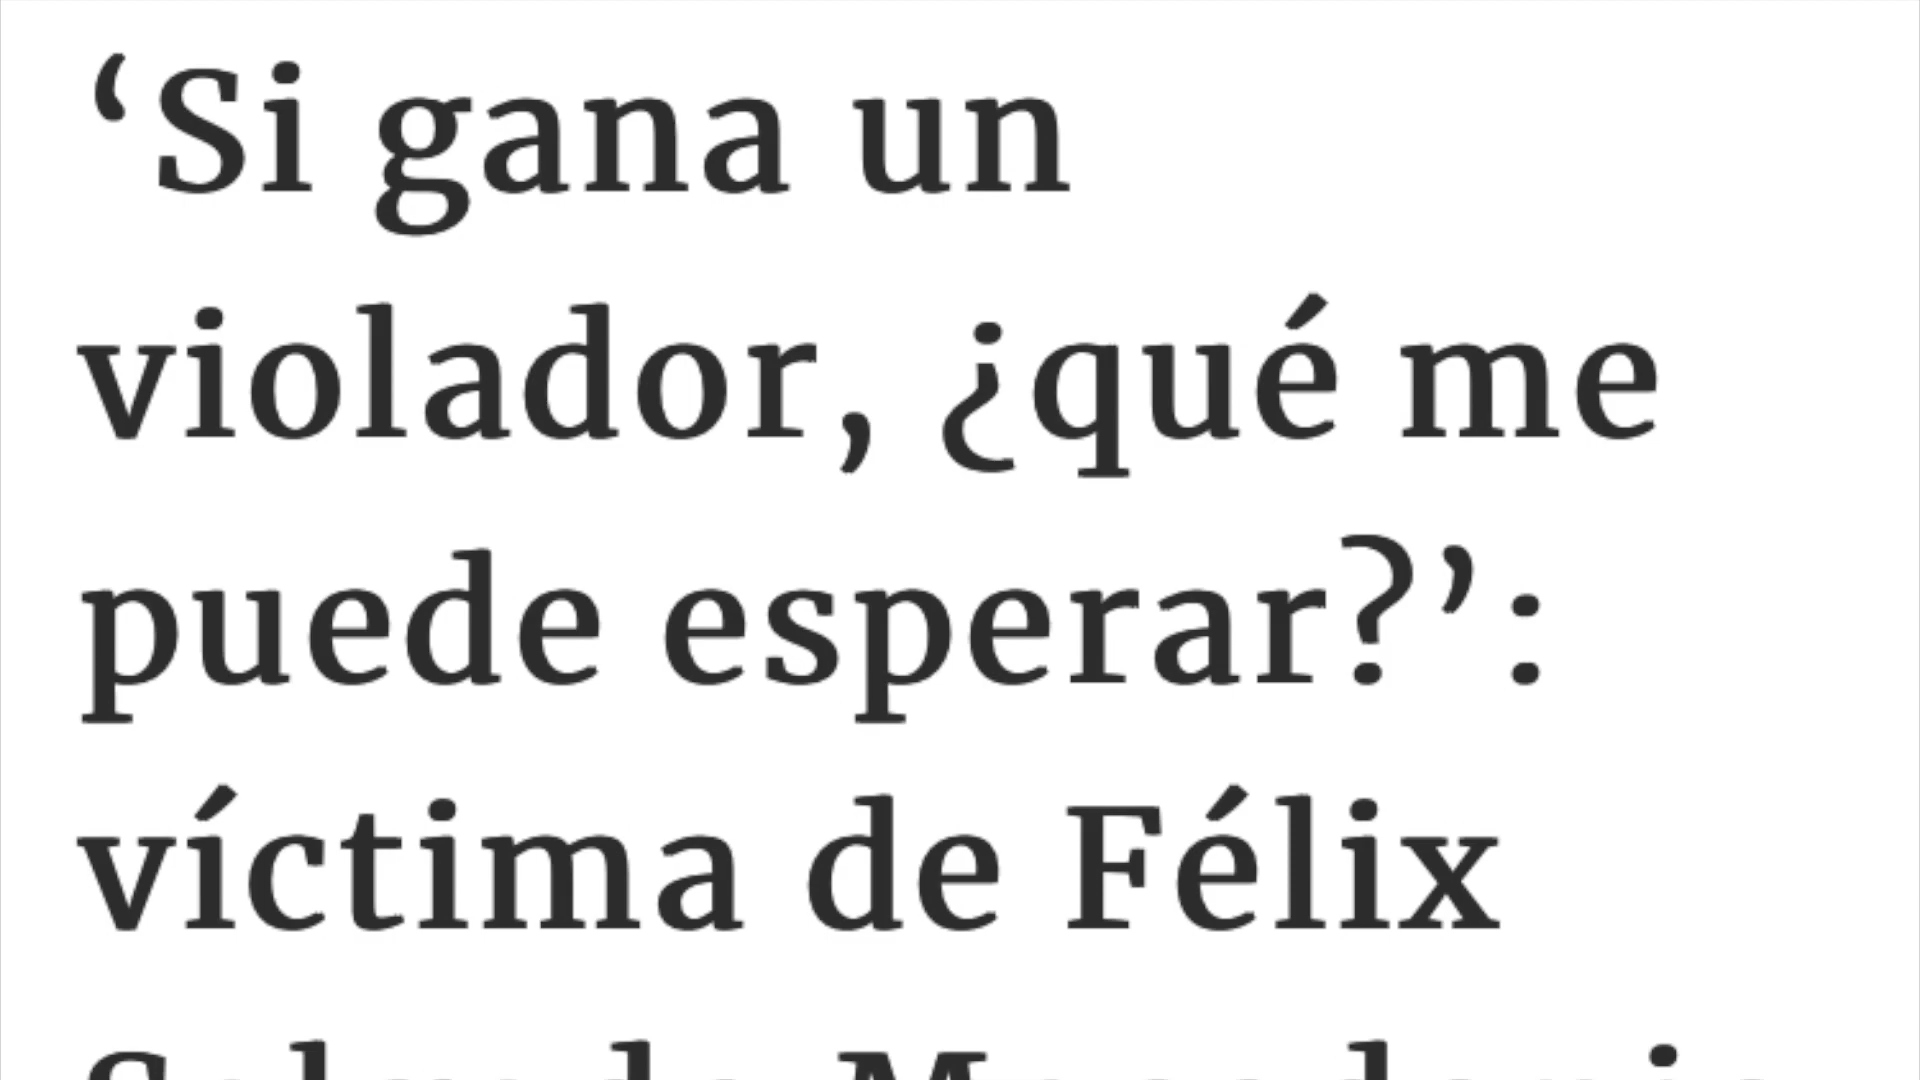 ‘Si gana un
violador, ¿qué me
puede esperar?’:
víctima de Félix